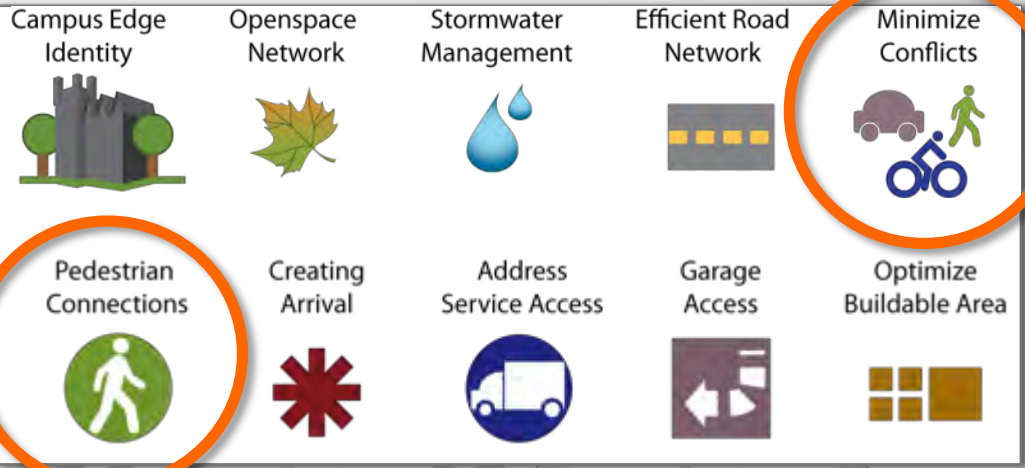 Campus Edge
Identity
Openspace
Network
Stormwater
Management
Efficient Road
Network
Minimize
Conflicts
Pedestrian
Connections
Creating
Arrival
Address
Service Access
Garage
Access
Optimize
Buildable Area